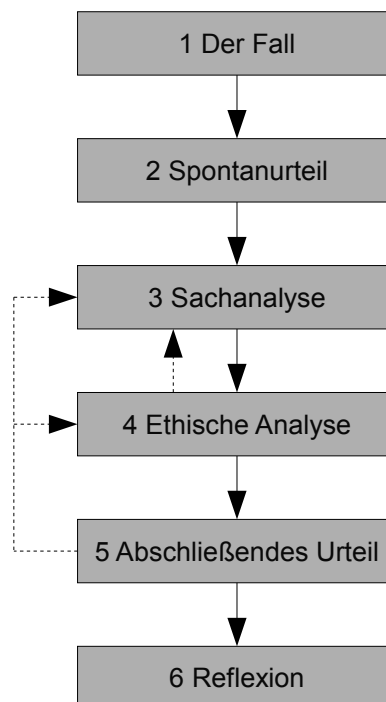 1 Der Fall
2 Spontanurteil
3 Sachanalyse
4 Ethische Analyse
5 Abschließendes Urteil
6 Reflexion